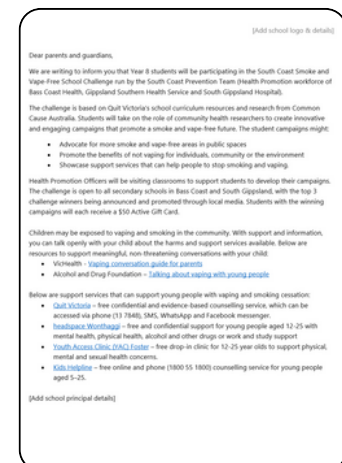 [Add school logo & details]
Dear parents and guardians,
We are writing to inform you that Year 8 students will be participating in the South Coast Smoke and
Vape-Free School Challenge run by the South Coast Prevention Team (Health Promotion workforce of
Bass Coast Health, Gippsland Southern Health Service and South Gippsland Hospital).
The challenge is based on Quit Victoria's school curriculum resources and research from Common
Cause Australia. Students will take on the role of community health researchers to create innovative
and engaging campaigns that promote a smoke and vape-free future. The student campaigns might:
• Advocate for more smoke and vape-free areas in public spaces
• Promote the benefits of not vaping for individuals, community or the environment
• Showcase support services that can help people to stop smoking and vaping.
Health Promotion Officers will be visiting classrooms to support students to develop their campaigns.
The challenge is open to all secondary schools in Bass Coast and South Gippsland, with the top 3
challenge winners being announced and promoted through local media. Students with the winning
campaigns will each receive a $50 Active Gift Card.
Children may be exposed to vaping and smoking in the community. With support and information,
you can talk openly with your child about the harms and support services available. Below are
resources to support meaningful, non-threatening conversations with your child:
• VicHealth - Vaping conversation guide for parents
• Alcohol and Drug Foundation – Talking about vaping with young people
Below are support services that can support young people with vaping and smoking cessation:
• Quit Victoria – free confidential and evidence-based counselling service, which can be
accessed via phone (13 7848), SMS, WhatsApp and Facebook messenger.
• headspace Wonthaggi – free and confidential support for young people aged 12-25 with
mental health, physical health, alcohol and other drugs or work and study support
• Youth Access Clinic (YAC) Foster – free drop-in clinic for 12-25 year olds to support physical,
mental and sexual health concerns.
• Kids Helpline – free online and phone (1800 55 1800) counselling service for young people
aged 5–25.
[Add school principal details]